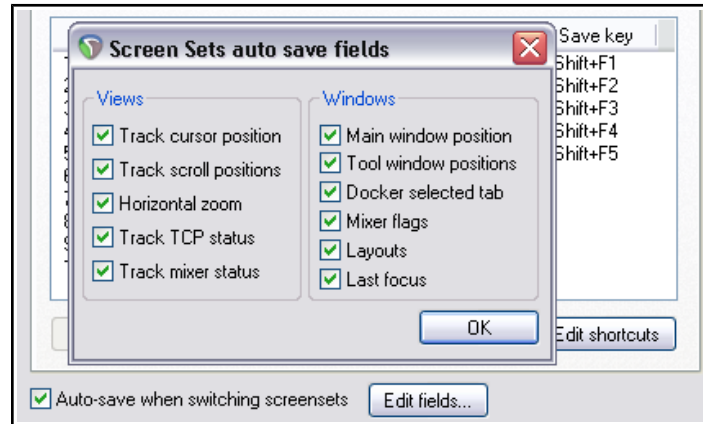 Save key
Screen Sets auto save fields
Shift+F1
Shift+F2
Shift+F3
Shift+F4
Shift+F5
Views
Track cursor position
Track scroll positions
Horizontal zoom
Track TCP status
Track mixer status
Windows
Main window position
Tool window positions
Docker selected tab
Mixer flags
Layouts
Last focus
OK
Edit shortcuts
Auto-save when switching screensets
Edit fields...